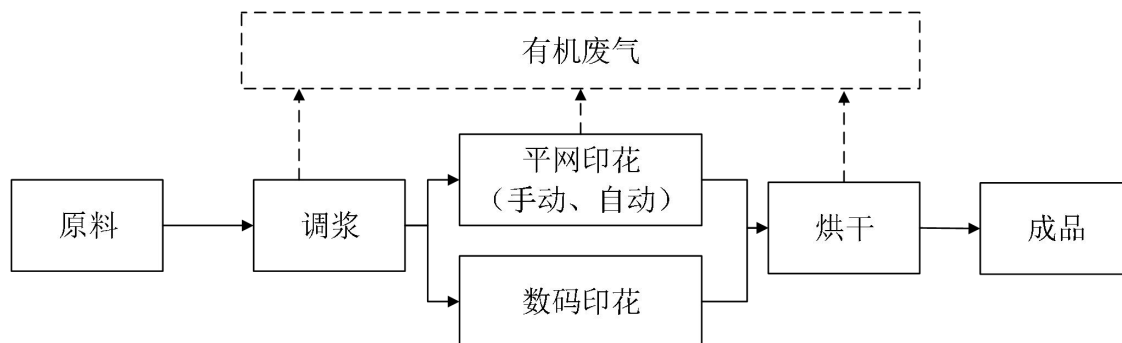 有机废气
原料
调浆
平网印花
（手动、自动）
数码印花
烘干
成品